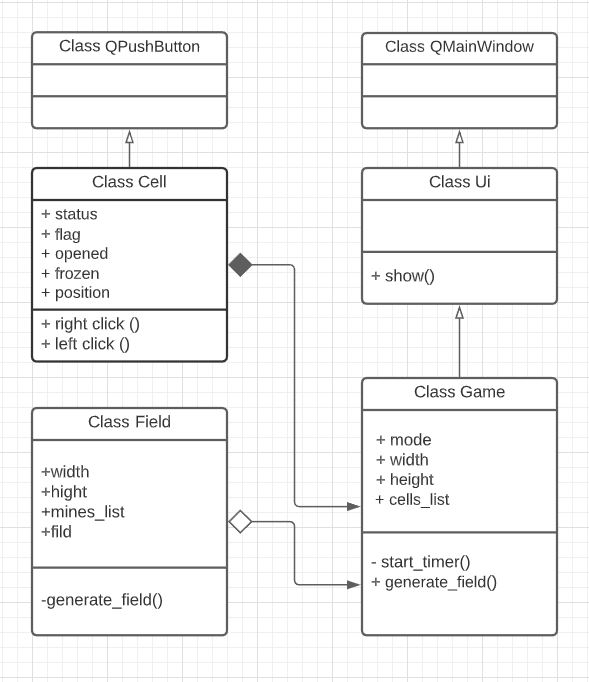 Class QPushButton
Class Cell
+ status
+ flag
+ opened
+ frozen
+ position
+ right click ()
+ left click ()
Class Field
+width
+hight
+mines_list
+fild
-generate_field()
Class QMainWindow
Class Ui
+ show()
Class Game
+ mode
+ width
+ height
+ cells_list
- start_timer()
+ generate_field()